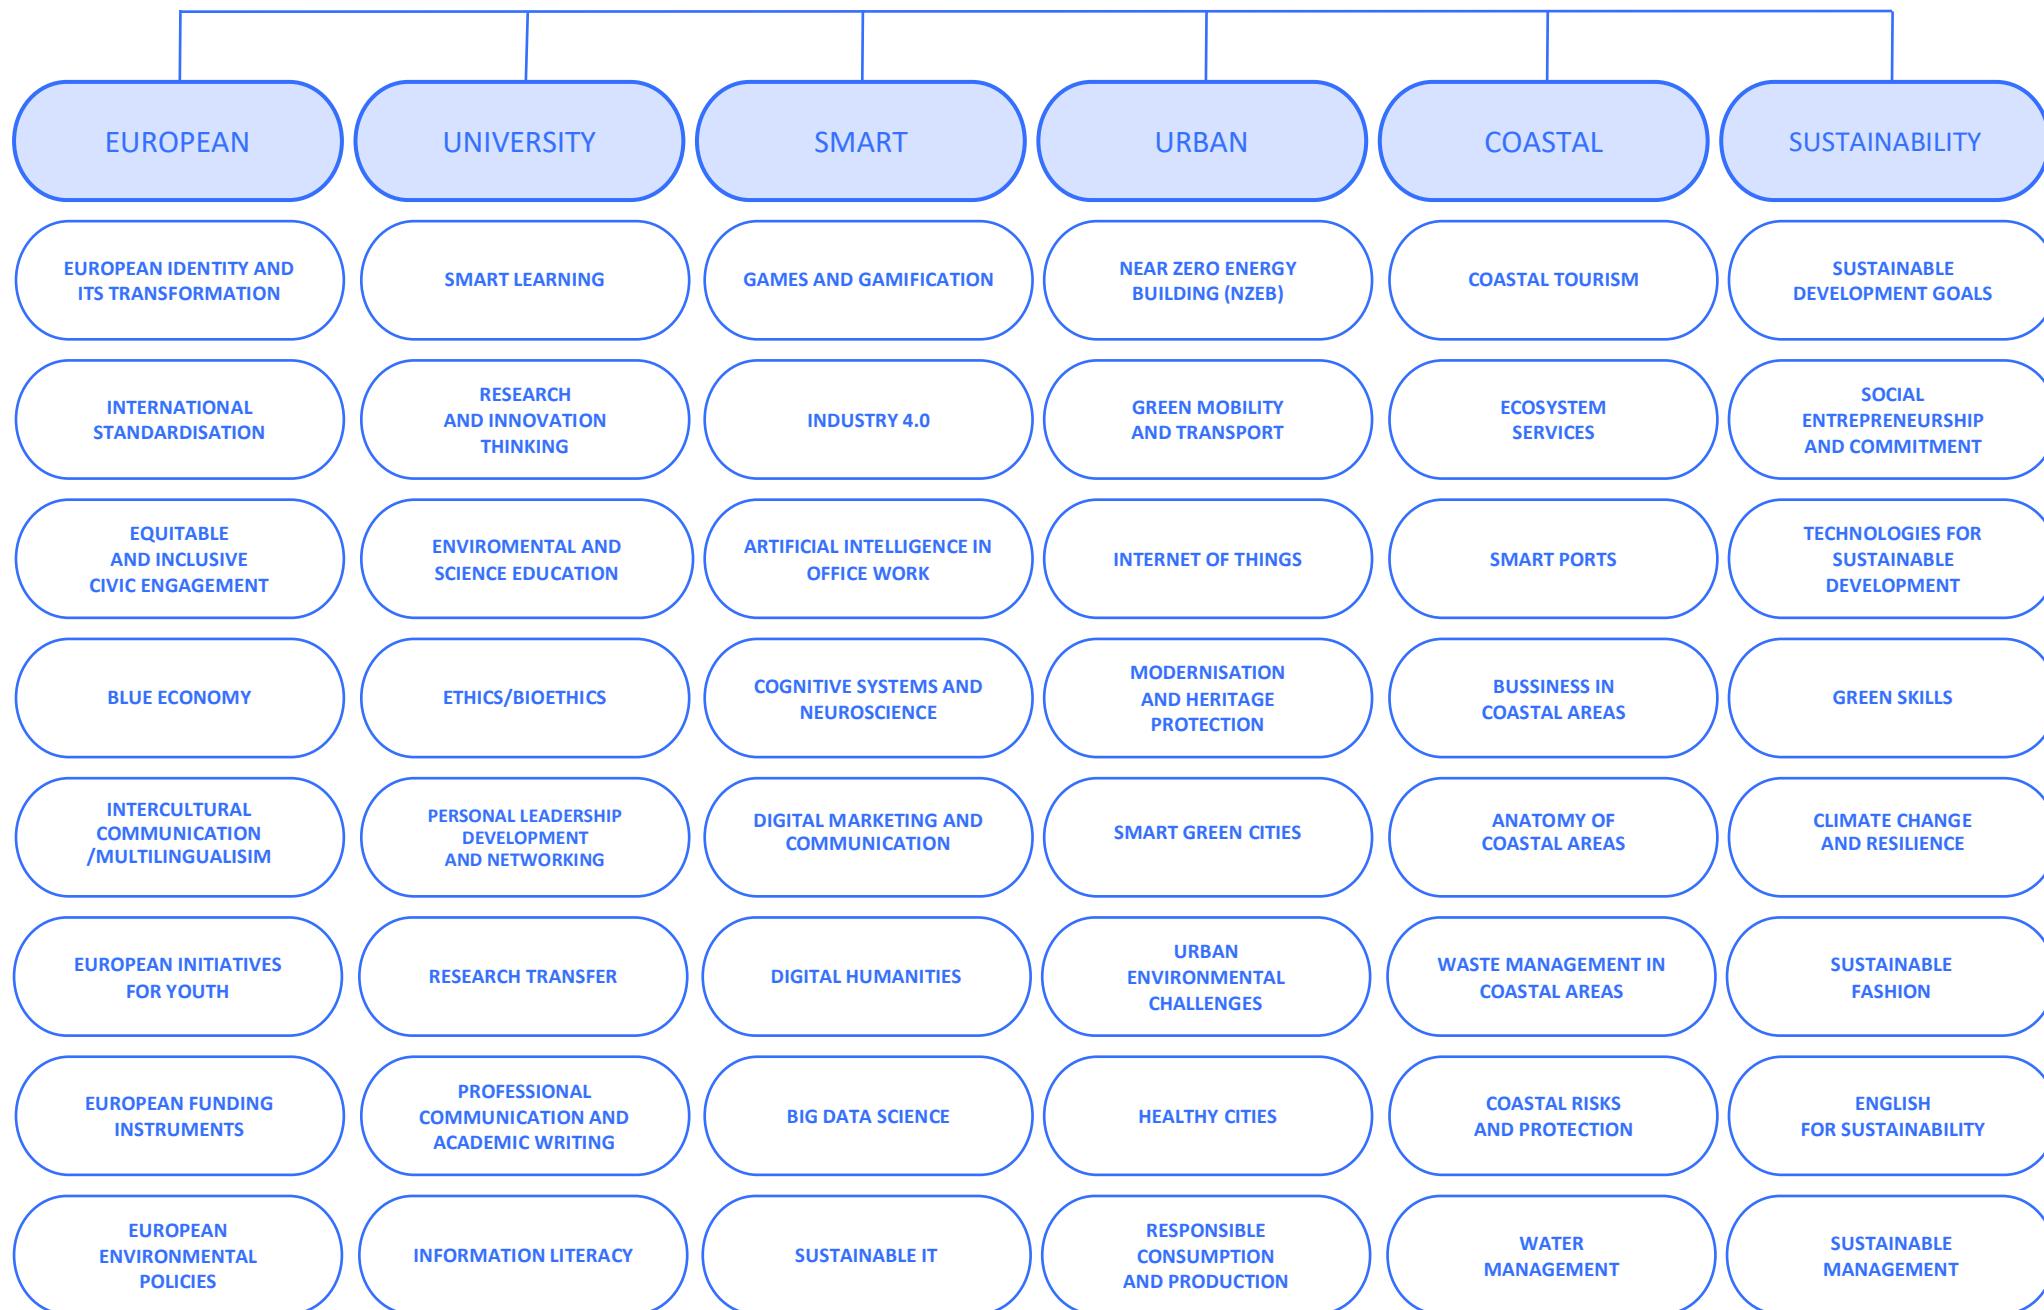 EUROPEAN
UNIVERSITY
SMART
URBAN
COASTAL
SUSTAINABILITY
EUROPEAN IDENTITY AND
ITS TRANSFORMATION
SMART LEARNING
GAMES AND GAMIFICATION
NEAR ZERO ENERGY
BUILDING (NZEB)
COASTAL TOURISM
SUSTAINABLE
DEVELOPMENT GOALS
INTERNATIONAL
STANDARDISATION
RESEARCH
AND INNOVATION
THINKING
INDUSTRY 4.0
GREEN MOBILITY
AND TRANSPORT
ECOSYSTEM
SERVICES
SOCIAL
ENTREPRENEURSHIP
AND COMMITMENT
EQUITABLE
AND INCLUSIVE
CIVIC ENGAGEMENT
ENVIROMENTAL AND
SCIENCE EDUCATION
ARTIFICIAL INTELLIGENCE IN
OFFICE WORK
INTERNET OF THINGS
SMART PORTS
TECHNOLOGIES FOR
SUSTAINABLE
DEVELOPMENT
BLUE ECONOMY
ETHICS/BIOETHICS
COGNITIVE SYSTEMS AND
NEUROSCIENCE
MODERNISATION
AND HERITAGE
PROTECTION
BUSSINESS IN
COASTAL AREAS
GREEN SKILLS
INTERCULTURAL
COMMUNICATION
/MULTILINGUALISIM
PERSONAL LEADERSHIP
DEVELOPMENT
AND NETWORKING
DIGITAL MARKETING AND
COMMUNICATION
SMART GREEN CITIES
ANATOMY OF
COASTAL AREAS
CLIMATE CHANGE
AND RESILIENCE
EUROPEAN INITIATIVES
FOR YOUTH
RESEARCH TRANSFER
DIGITAL HUMANITIES
URBAN
ENVIRONMENTAL
CHALLENGES
WASTE MANAGEMENT IN
COASTAL AREAS
SUSTAINABLE
FASHION
EUROPEAN FUNDING
INSTRUMENTS
PROFESSIONAL
COMMUNICATION AND
ACADEMIC WRITING
BIG DATA SCIENCE
HEALTHY CITIES
COASTAL RISKS
AND PROTECTION
ENGLISH
FOR SUSTAINABILITY
EUROPEAN
ENVIRONMENTAL
POLICIES
INFORMATION LITERACY
SUSTAINABLE IT
RESPONSIBLE
CONSUMPTION
AND PRODUCTION
WATER
MANAGEMENT
SUSTAINABLE
MANAGEMENT